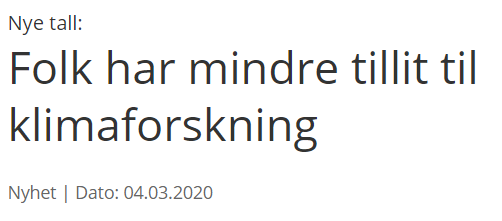 Nye tall:
Folk har mindre tillit til
klimaforskning
Nyhet | Dato: 04.03.2020